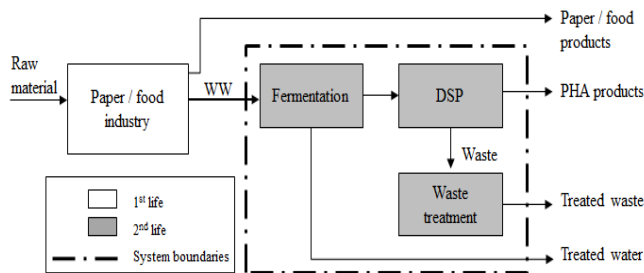 Paper / food
products
Raw
material
Paper / food
industry
WW
Fermentation
DSP
PHA products
Waste
Waste
treatment
Treated waste
Treated water
1st life
2nd life
System boundaries